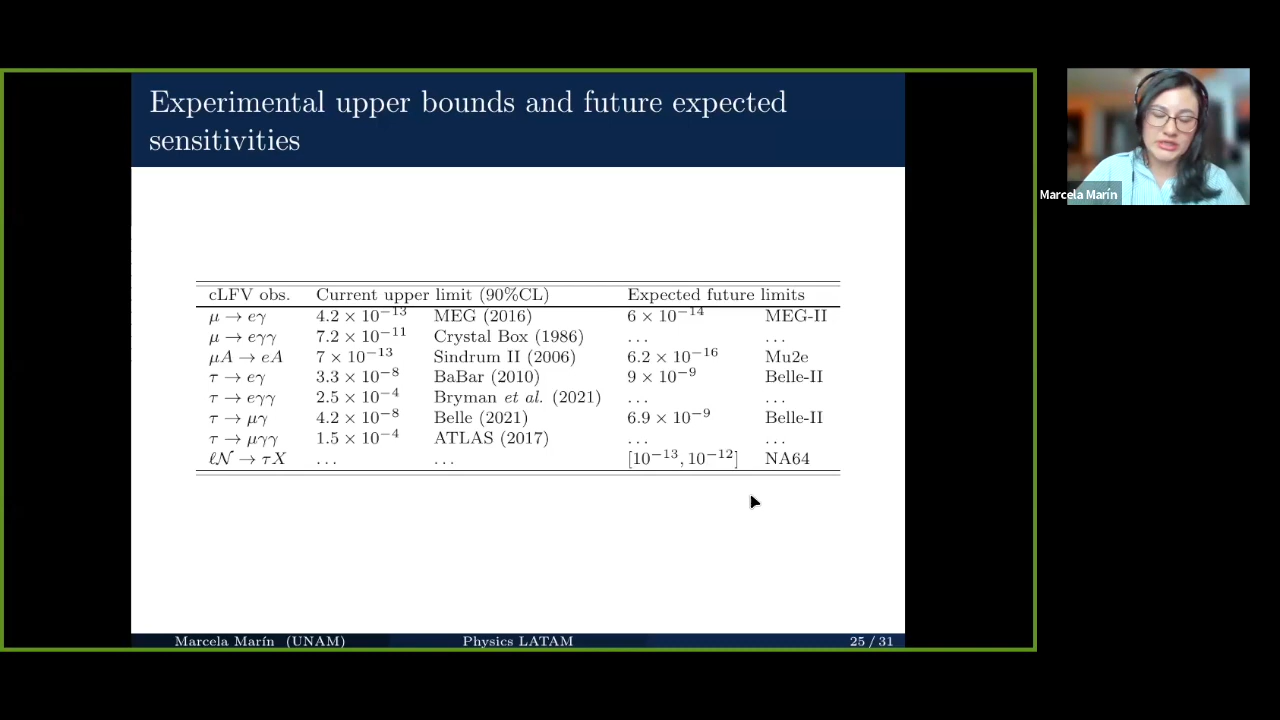 Experimental upper bounds and future expected
sensitivities
cLFV obs. Current upper limit (90%CL) Expected future limits
μ → eγ 4.2 × 10⁻¹³ MEG (2016) 6 × 10⁻¹⁴ MEG-II
μ → eγγ 7.2 × 10⁻¹¹ Crystal Box (1986) ... ...
μA → eA 7 × 10⁻¹³ Sindrum II (2006) 6.2 × 10⁻¹⁶ Mu2e
τ → eγ 3.3 × 10⁻⁸ BaBar (2010) 9 × 10⁻⁹ Belle-II
τ → eγγ 2.5 × 10⁻⁴ Bryman et al. (2021) ... ...
τ → μγ 4.2 × 10⁻⁸ Belle (2021) 6.9 × 10⁻⁹ Belle-II
τ → μγγ 1.5 × 10⁻⁴ ATLAS (2017) ... ...
ℓ𝒩 → τX ... ... [10⁻¹³, 10⁻¹²] NA64
Marcela Marín (UNAM) Physics LATAM 25 / 31
Marcela Marín